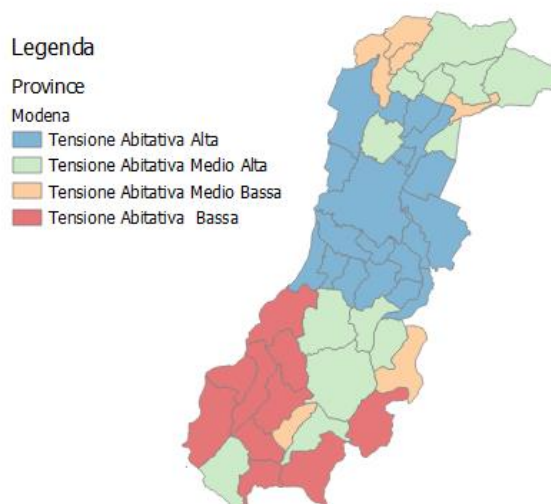 Legenda
Province
Modena
Tensione Abitativa Alta
Tensione Abitativa Medio Alta
Tensione Abitativa Medio Bassa
Tensione Abitativa Bassa